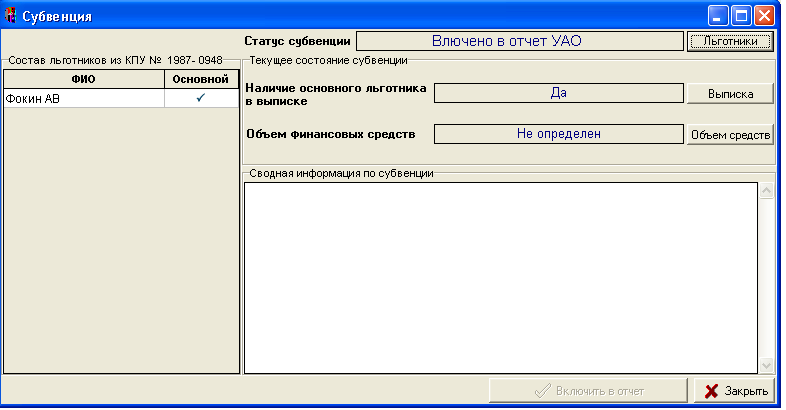 Субвенция
Статус субвенции Влючено в отчет УАО Льготники
Состав льготников из КПУ № 1987- 0948
ФИО Основной
Фокин АВ
Текущее состояние субвенции
Наличие основного льготника
в выписке
Да Выписка
Объем финансовых средств Не определен Объем средств
Сводная информация по субвенции
Включить в отчет Закрыть